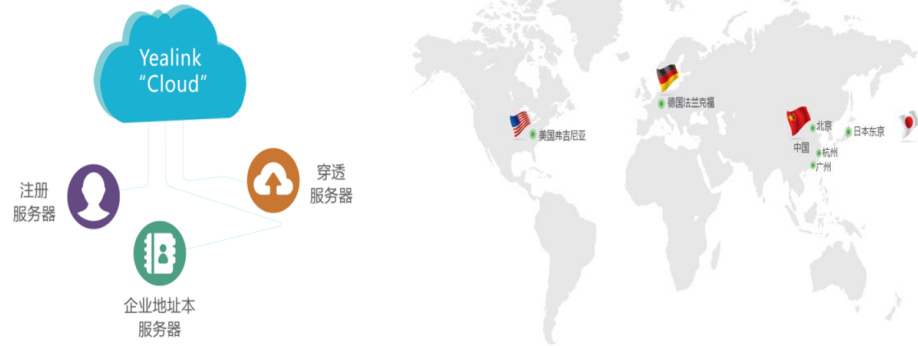 Yealink
“Cloud”
注册
服务器
穿透
服务器
企业地址本
服务器
美国弗吉尼亚
德国法兰克福
中国
北京
杭州
广州
日本东京